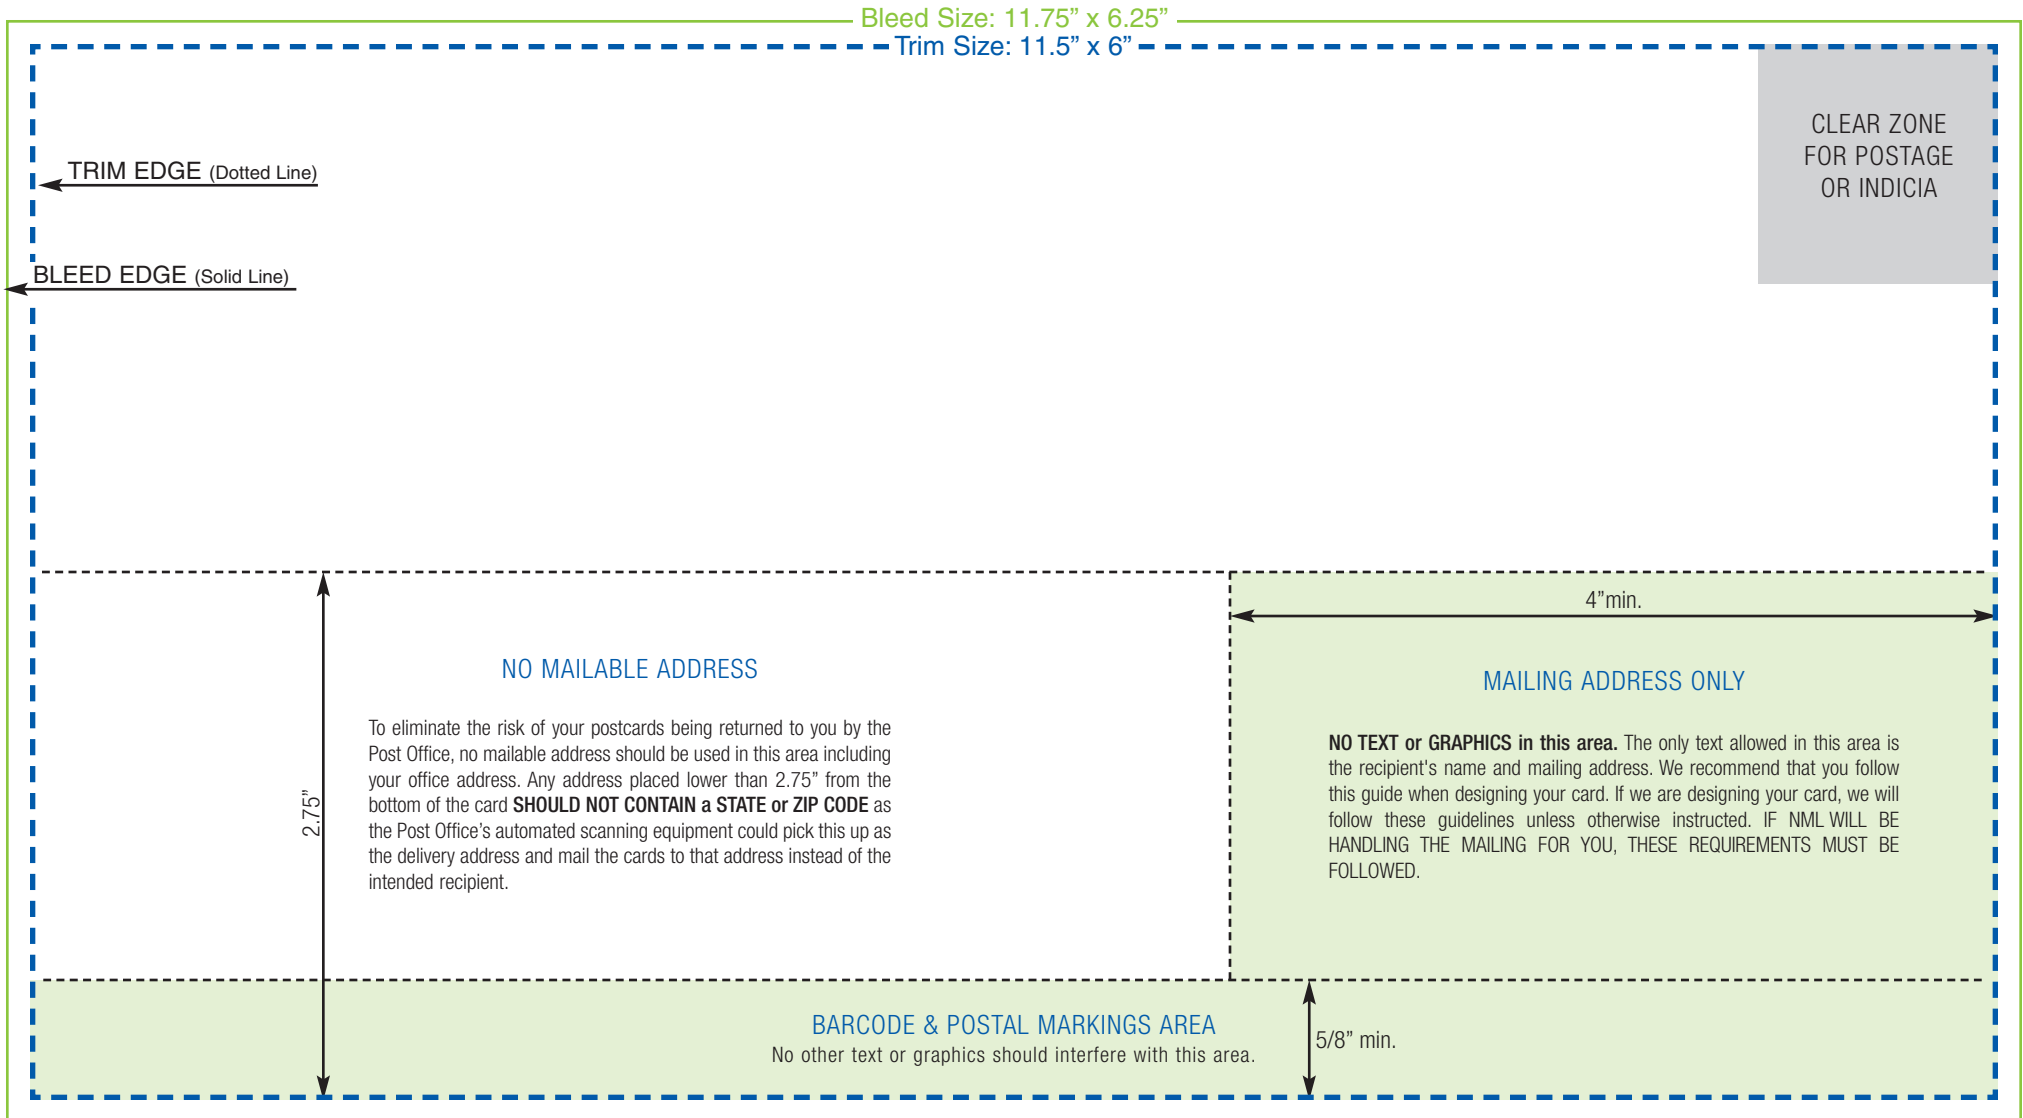 Bleed Size: 11.75” x 6.25”
Trim Size: 11.5” x 6”
CLEAR ZONE
FOR POSTAGE
OR INDICIA
TRIM EDGE (Dotted Line)
BLEED EDGE (Solid Line)
2.75”
NO MAILABLE ADDRESS
To eliminate the risk of your postcards being returned to you by the
Post Office, no mailable address should be used in this area including
your office address. Any address placed lower than 2.75” from the
bottom of the card SHOULD NOT CONTAIN a STATE or ZIP CODE as
the Post Office’s automated scanning equipment could pick this up as
the delivery address and mail the cards to that address instead of the
intended recipient.
4”min.
MAILING ADDRESS ONLY
NO TEXT or GRAPHICS in this area. The only text allowed in this area is
the recipient's name and mailing address. We recommend that you follow
this guide when designing your card. If we are designing your card, we will
follow these guidelines unless otherwise instructed. IF NML WILL BE
HANDLING THE MAILING FOR YOU, THESE REQUIREMENTS MUST BE
FOLLOWED.
BARCODE & POSTAL MARKINGS AREA
No other text or graphics should interfere with this area.
5/8” min.